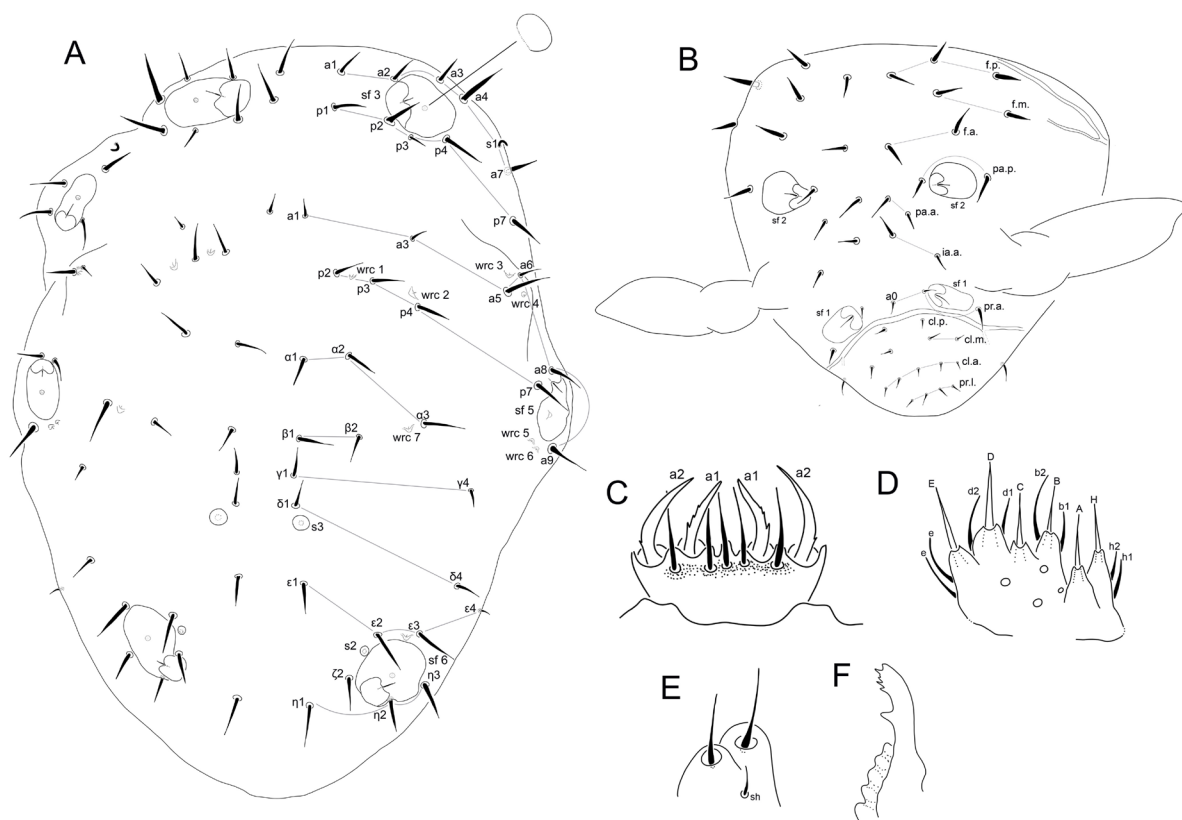 A
a1
a2
a3
a4
sf 3
p1
p2
p3
p4
s1
a7
p7
a1
a3
wrc 3
a6
p2
wrc 1
p3
wrc 2
a5
wrc 4
p4
α1
α2
a8
p7
sf 5
α3
wrc 7
β1
β2
wrc 5
wrc 6
a9
γ1
γ4
δ1
s3
δ4
ε1
ε4
ε2
ε3
s2
sf 6
ζ2
η3
η1
η2
B
f.p.
f.m.
f.a.
pa.p.
sf 2
sf 2
pa.a.
ia.a.
a0
sf 1
sf 1
pr.a.
cl.p.
cl.m.
cl.a.
pr.l.
C
a2
a1
a1
a2
D
E
d2
D
d1
C
b2
B
b1
A
H
e
e
h2
h1
E
sh
F